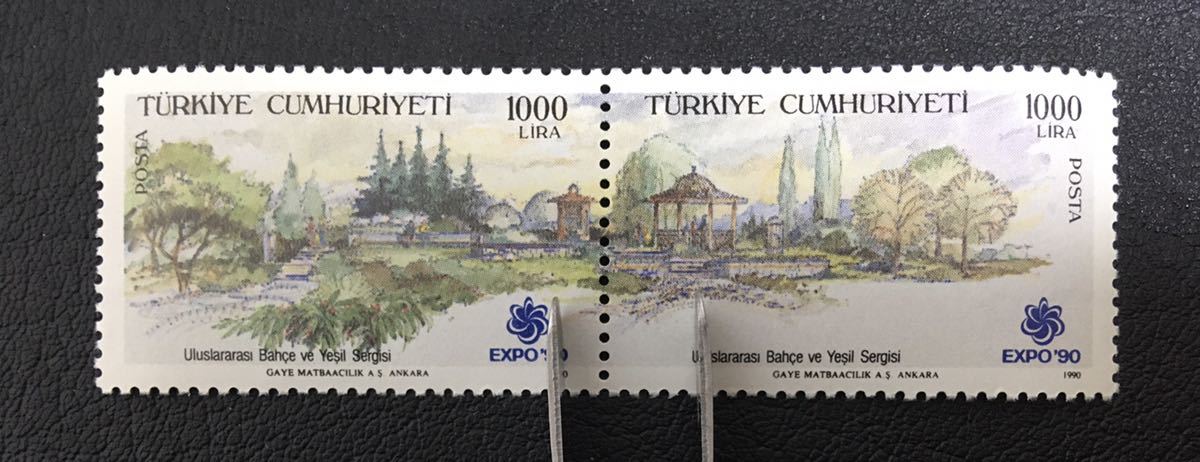 TÜRKİYE CUMHURİYETİ 1000
LİRA
POSTA
Uluslararası Bahçe ve Yeşil Sergisi
EXPO'90
GAYE MATBAACILIK A.Ş. ANKARA
TÜRKİYE CUMHURİYETİ 1000
LİRA
POSTA
Uluslararası Bahçe ve Yeşil Sergisi
EXPO'90
GAYE MATBAACILIK A.Ş. ANKARA 1990